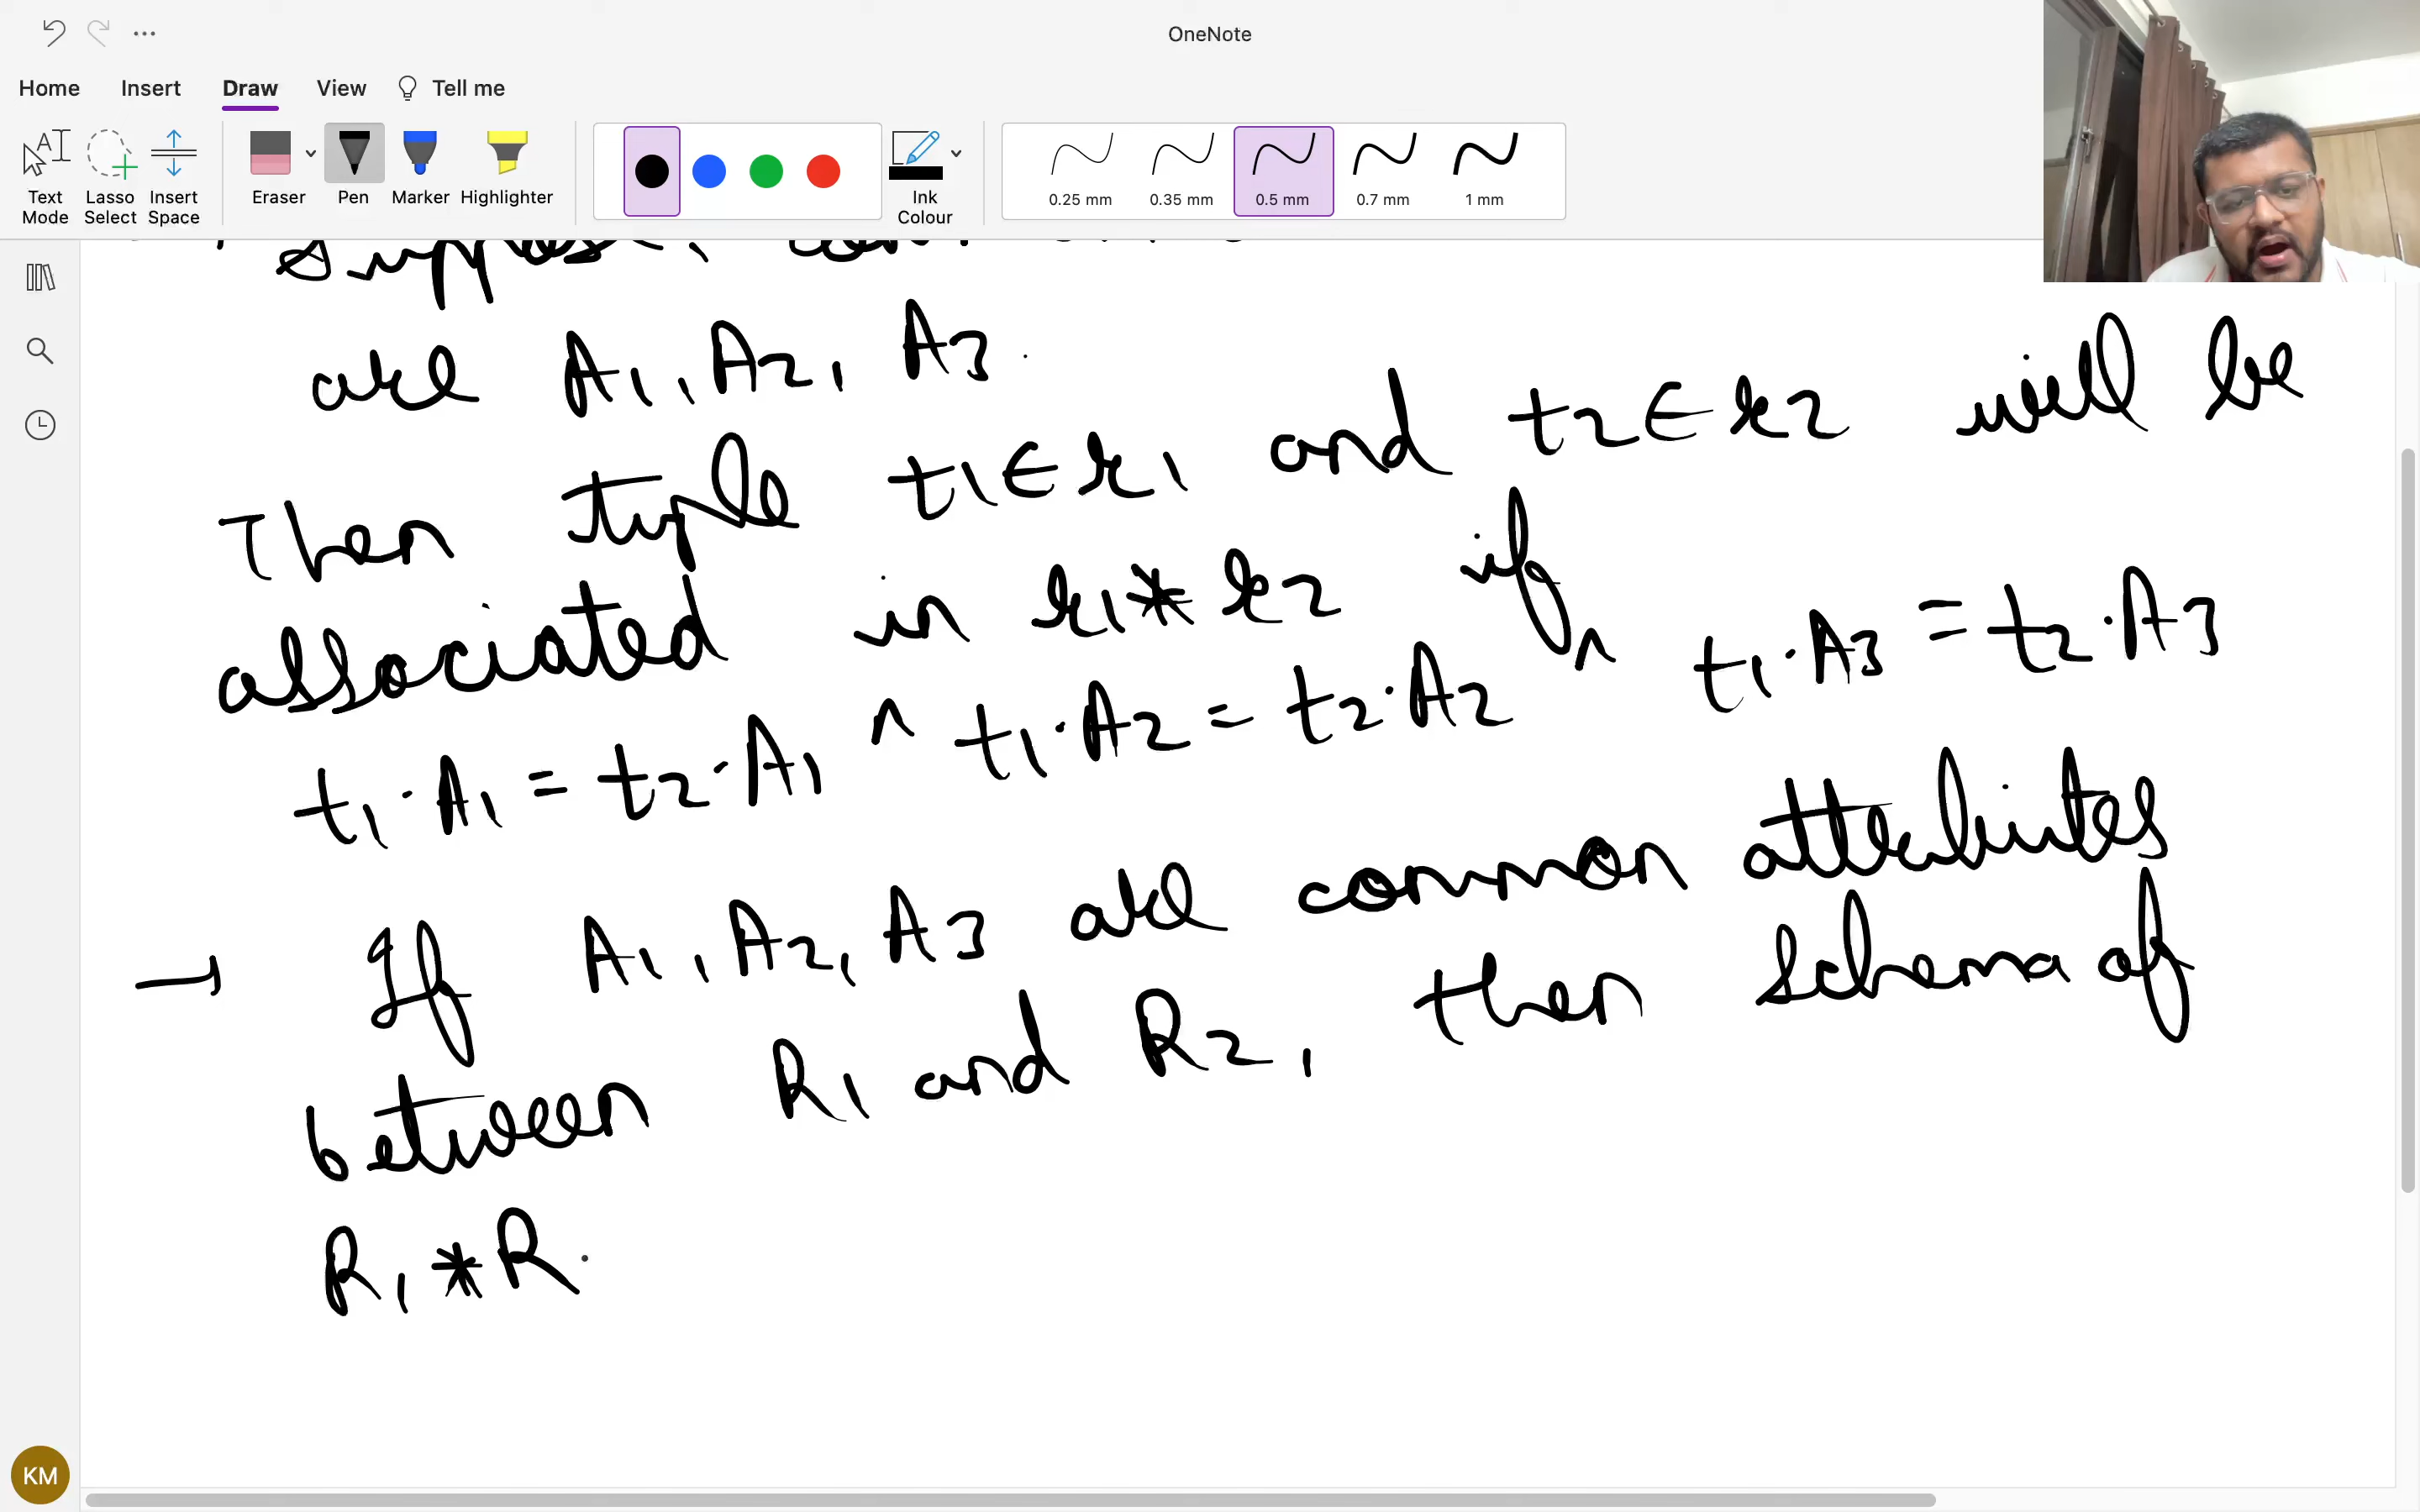 OneNote
Home Insert Draw View Tell me
Text Mode Lasso Select Insert Space Eraser Pen Marker Highlighter Ink Colour 0.25 mm 0.35 mm 0.5 mm 0.7 mm 1 mm
Suppose,
are A1, A2, A3.
Then tuple t1 ∈ r1 and t2 ∈ r2 will be
associated in r1 * r2 if
t1.A1 = t2.A1 ^ t1.A2 = t2.A2 ^ t1.A3 = t2.A3
→ If A1, A2, A3 are common attributes
between R1 and R2, then schema of
R1 * R
KM